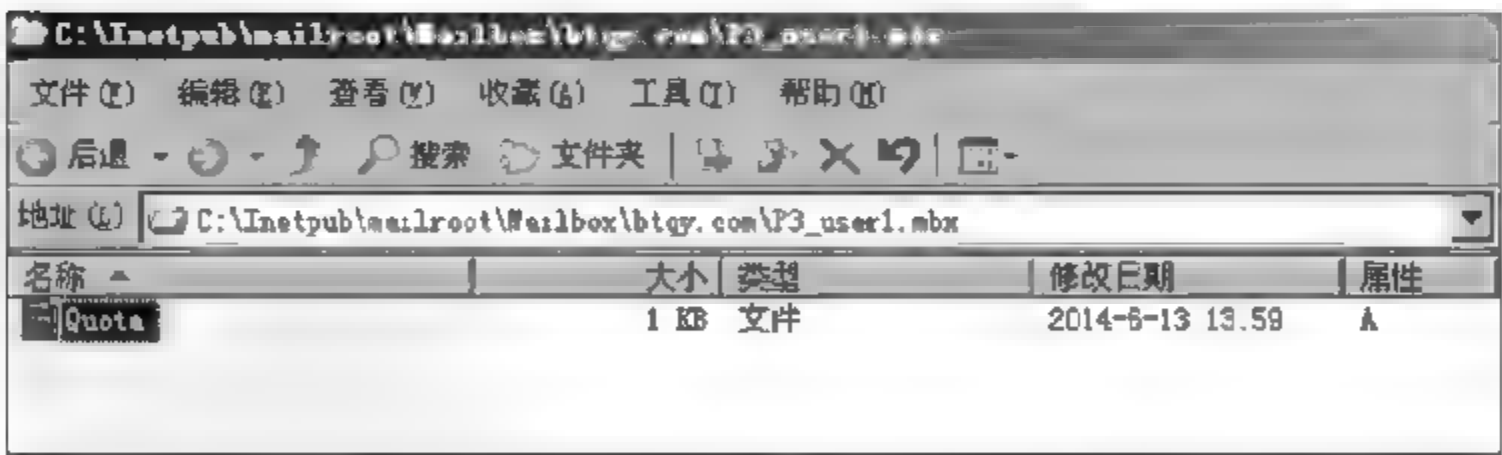 C:\Inetpub\mailroot\Mailbox\btqy.com\P3_user1.mbx
文件(F) 编辑(E) 查看(V) 收藏(A) 工具(T) 帮助(H)
后退 搜索 文件夹
地址(D) C:\Inetpub\mailroot\Mailbox\btqy.com\P3_user1.mbx
名称 大小 类型 修改日期 属性
Quota 1 KB 文件 2014-6-13 13:59 A